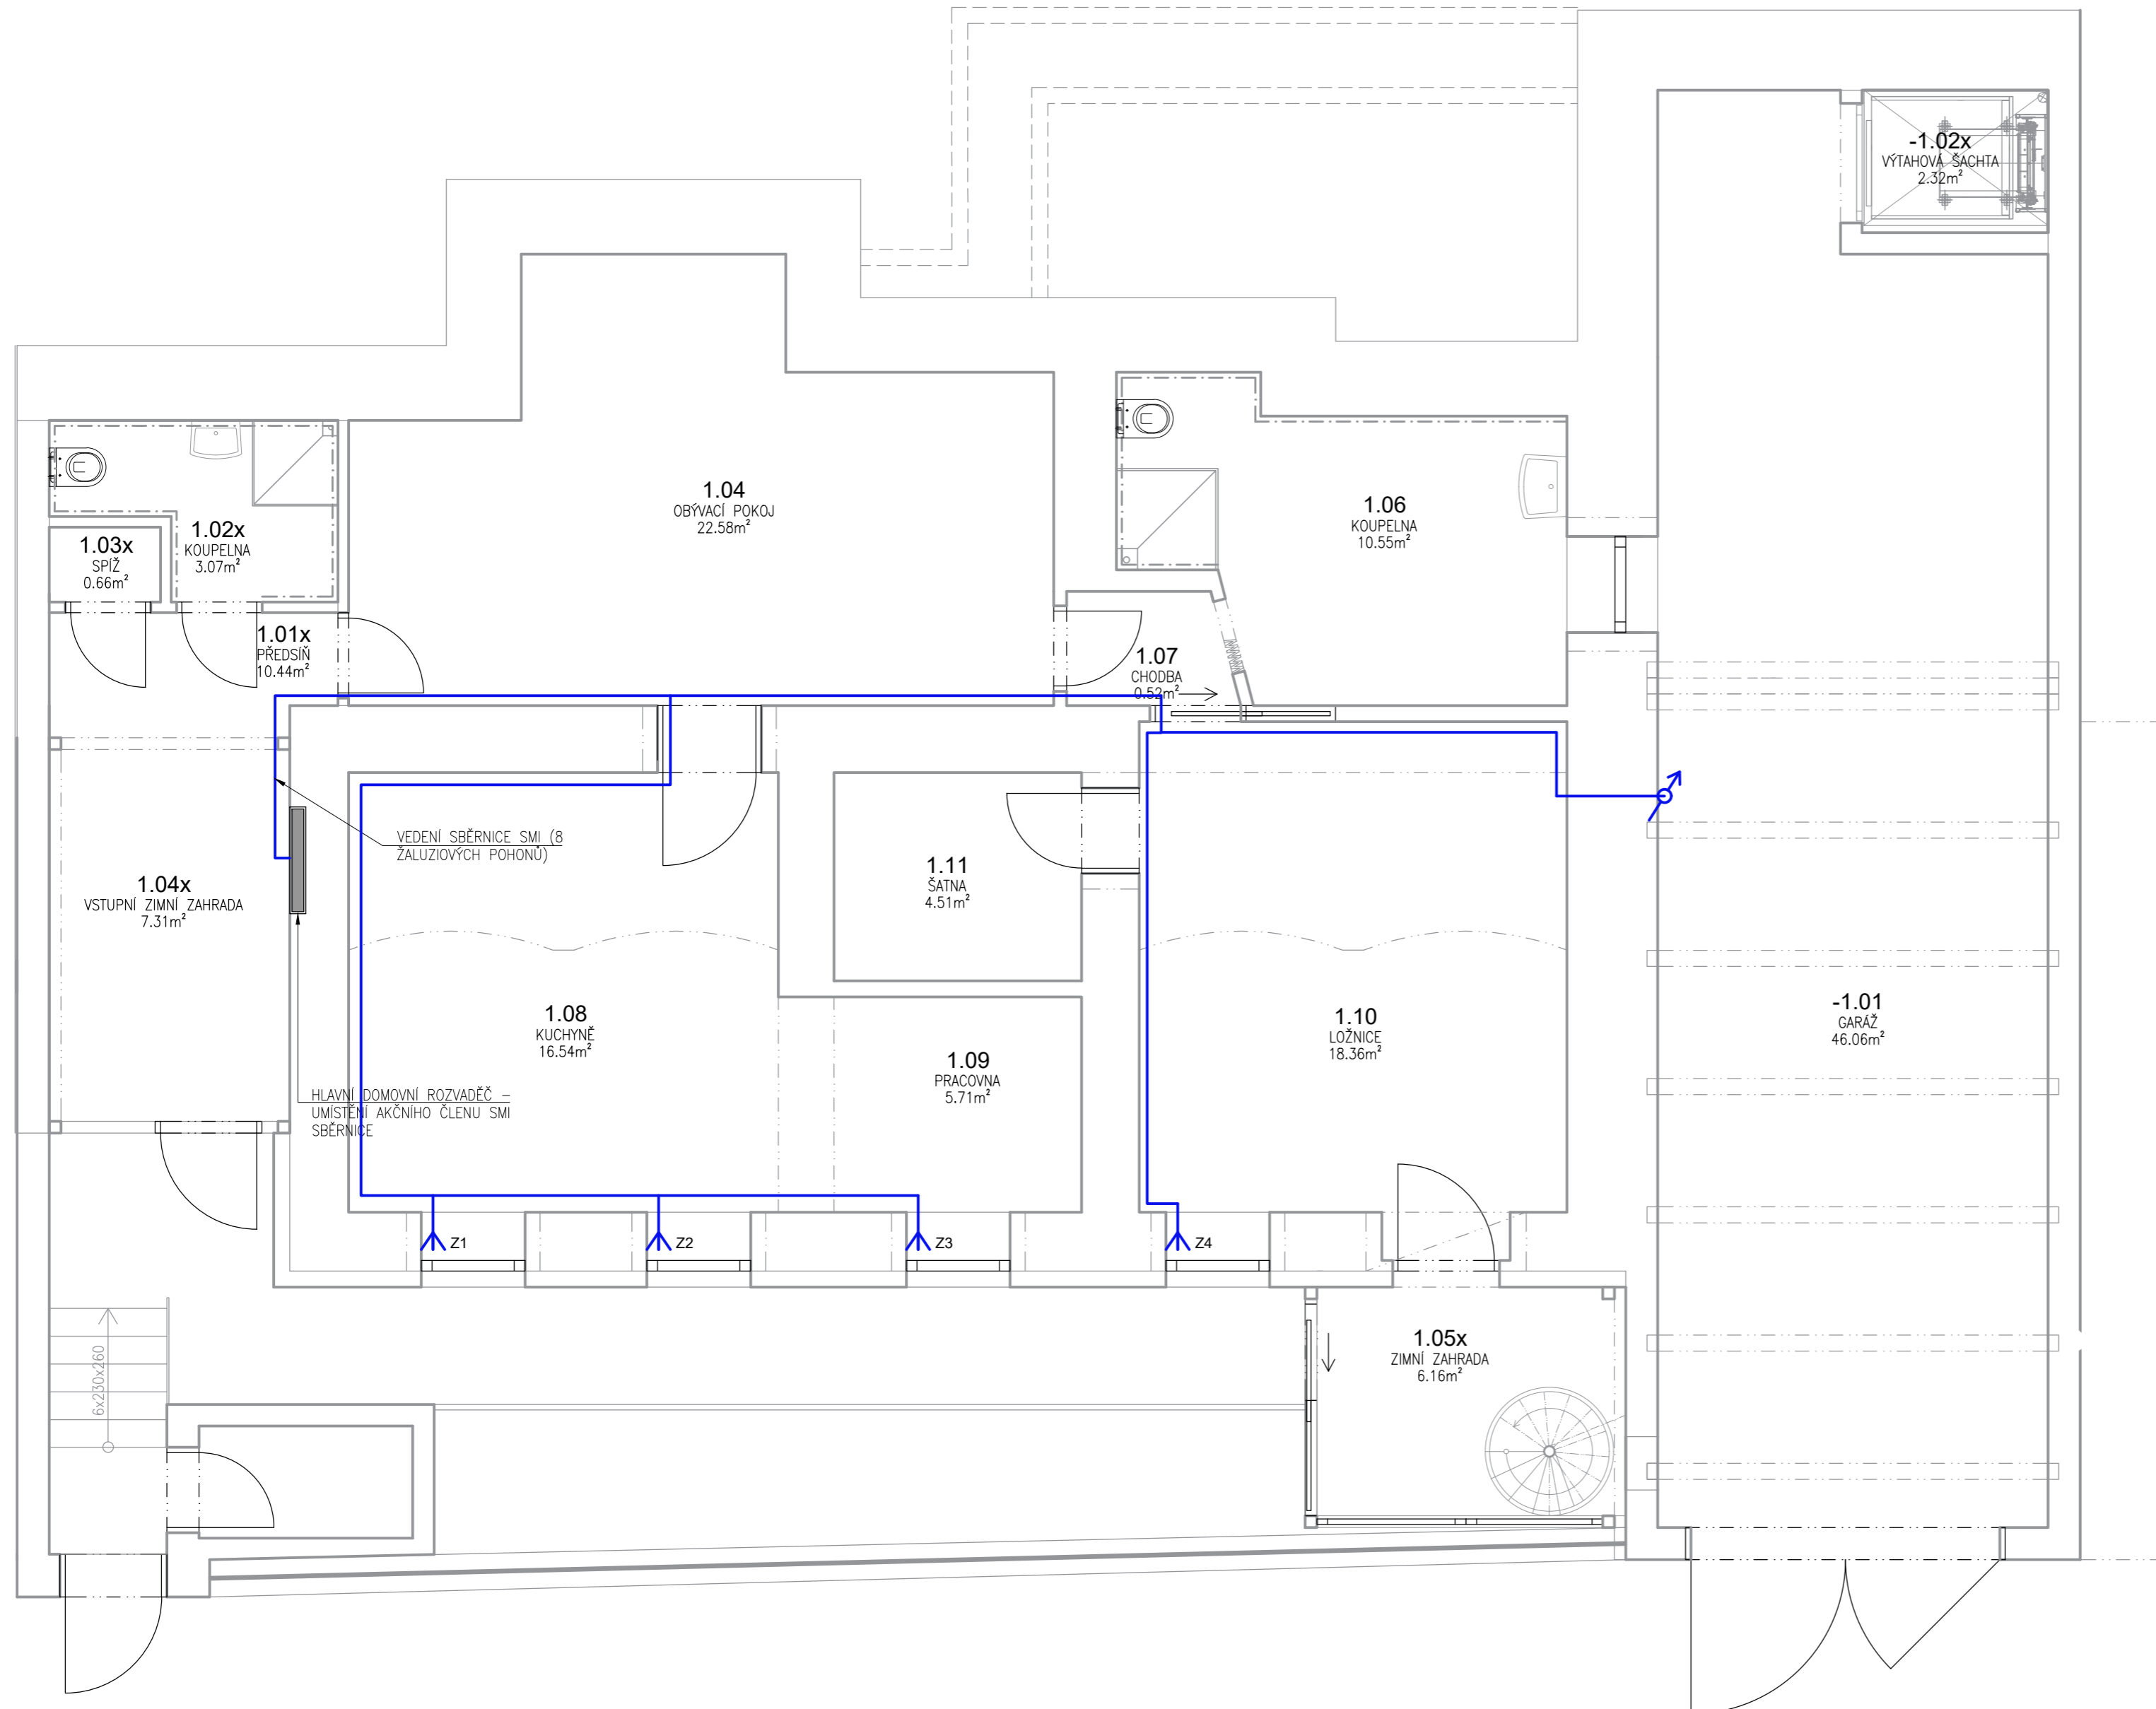 -1.02x
VÝTAHOVÁ ŠACHTA
2.32m²
1.04
OBÝVACÍ POKOJ
22.58m²
1.06
KOUPELNA
10.55m²
1.02x
KOUPELNA
3.07m²
1.03x
SPÍŽ
0.66m²
1.01x
PŘEDSÍŇ
10.44m²
1.07
CHODBA
0.52m²
VEDENÍ SBĚRNICE SMI (8
ŽALUZIOVÝCH POHONŮ)
1.04x
VSTUPNÍ ZIMNÍ ZAHRADA
7.31m²
1.11
ŠATNA
4.51m²
1.08
KUCHYNĚ
16.54m²
1.09
PRACOVNA
5.71m²
1.10
LOŽNICE
18.36m²
-1.01
GARÁŽ
46.06m²
HLAVNÍ DOMOVNÍ ROZVADĚČ –
UMÍSTĚNÍ AKČNÍHO ČLENU SMI
SBĚRNICE
Z1
Z2
Z3
Z4
1.05x
ZIMNÍ ZAHRADA
6.16m²
6x230x260